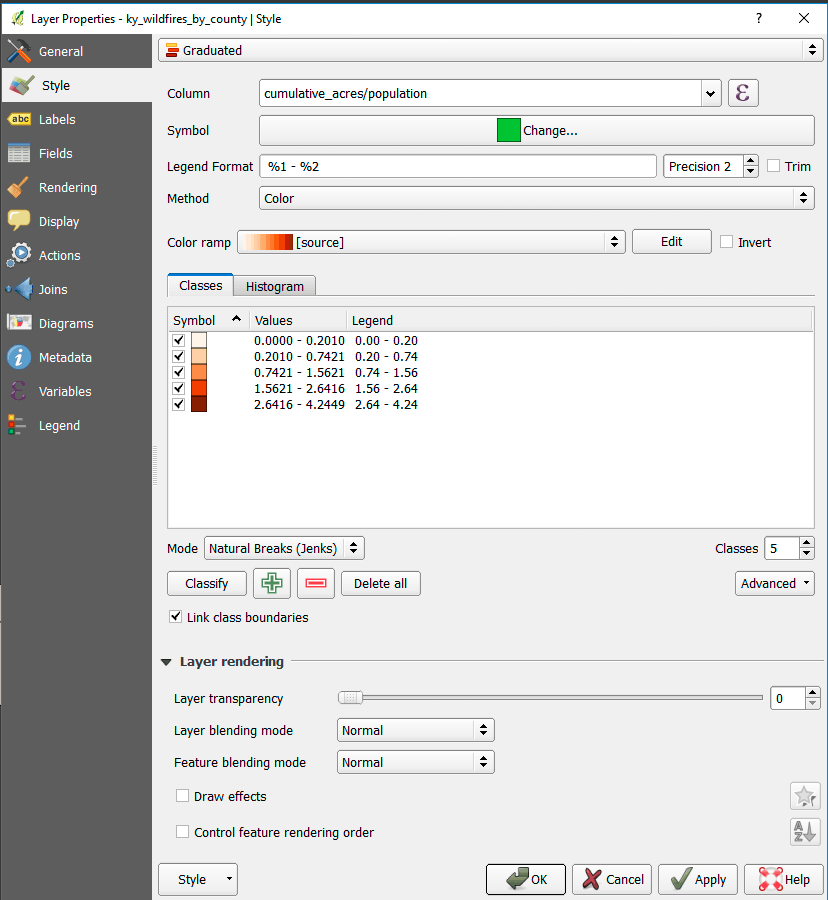 Layer Properties - ky_wildfires_by_county | Style
?
General
Style
abc Labels
Fields
Rendering
Display
Actions
Joins
Diagrams
Metadata
Variables
Legend
Graduated
Column cumulative_acres/population ε
Symbol Change...
Legend Format %1 - %2 Precision 2 Trim
Method Color
Color ramp [source] Edit Invert
Classes Histogram
Symbol Values Legend
0.0000 - 0.2010 0.00 - 0.20
0.2010 - 0.7421 0.20 - 0.74
0.7421 - 1.5621 0.74 - 1.56
1.5621 - 2.6416 1.56 - 2.64
2.6416 - 4.2449 2.64 - 4.24
Mode Natural Breaks (Jenks) Classes 5
Classify Delete all Advanced
Link class boundaries
Layer rendering
Layer transparency 0
Layer blending mode Normal
Feature blending mode Normal
Draw effects
Control feature rendering order AZ
Style OK Cancel Apply Help